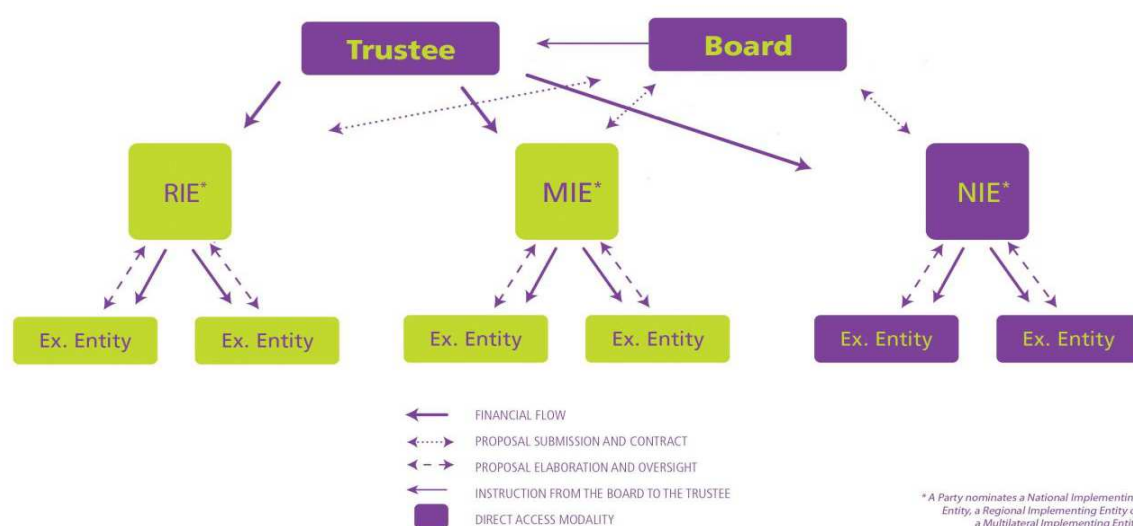 Trustee
Board
RIE*
MIE*
NIE*
Ex. Entity
Ex. Entity
Ex. Entity
Ex. Entity
Ex. Entity
Ex. Entity
FINANCIAL FLOW
PROPOSAL SUBMISSION AND CONTRACT
PROPOSAL ELABORATION AND OVERSIGHT
INSTRUCTION FROM THE BOARD TO THE TRUSTEE
DIRECT ACCESS MODALITY
* A Party nominates a National Implementing
Entity, a Regional Implementing Entity
a Multilateral Implementing